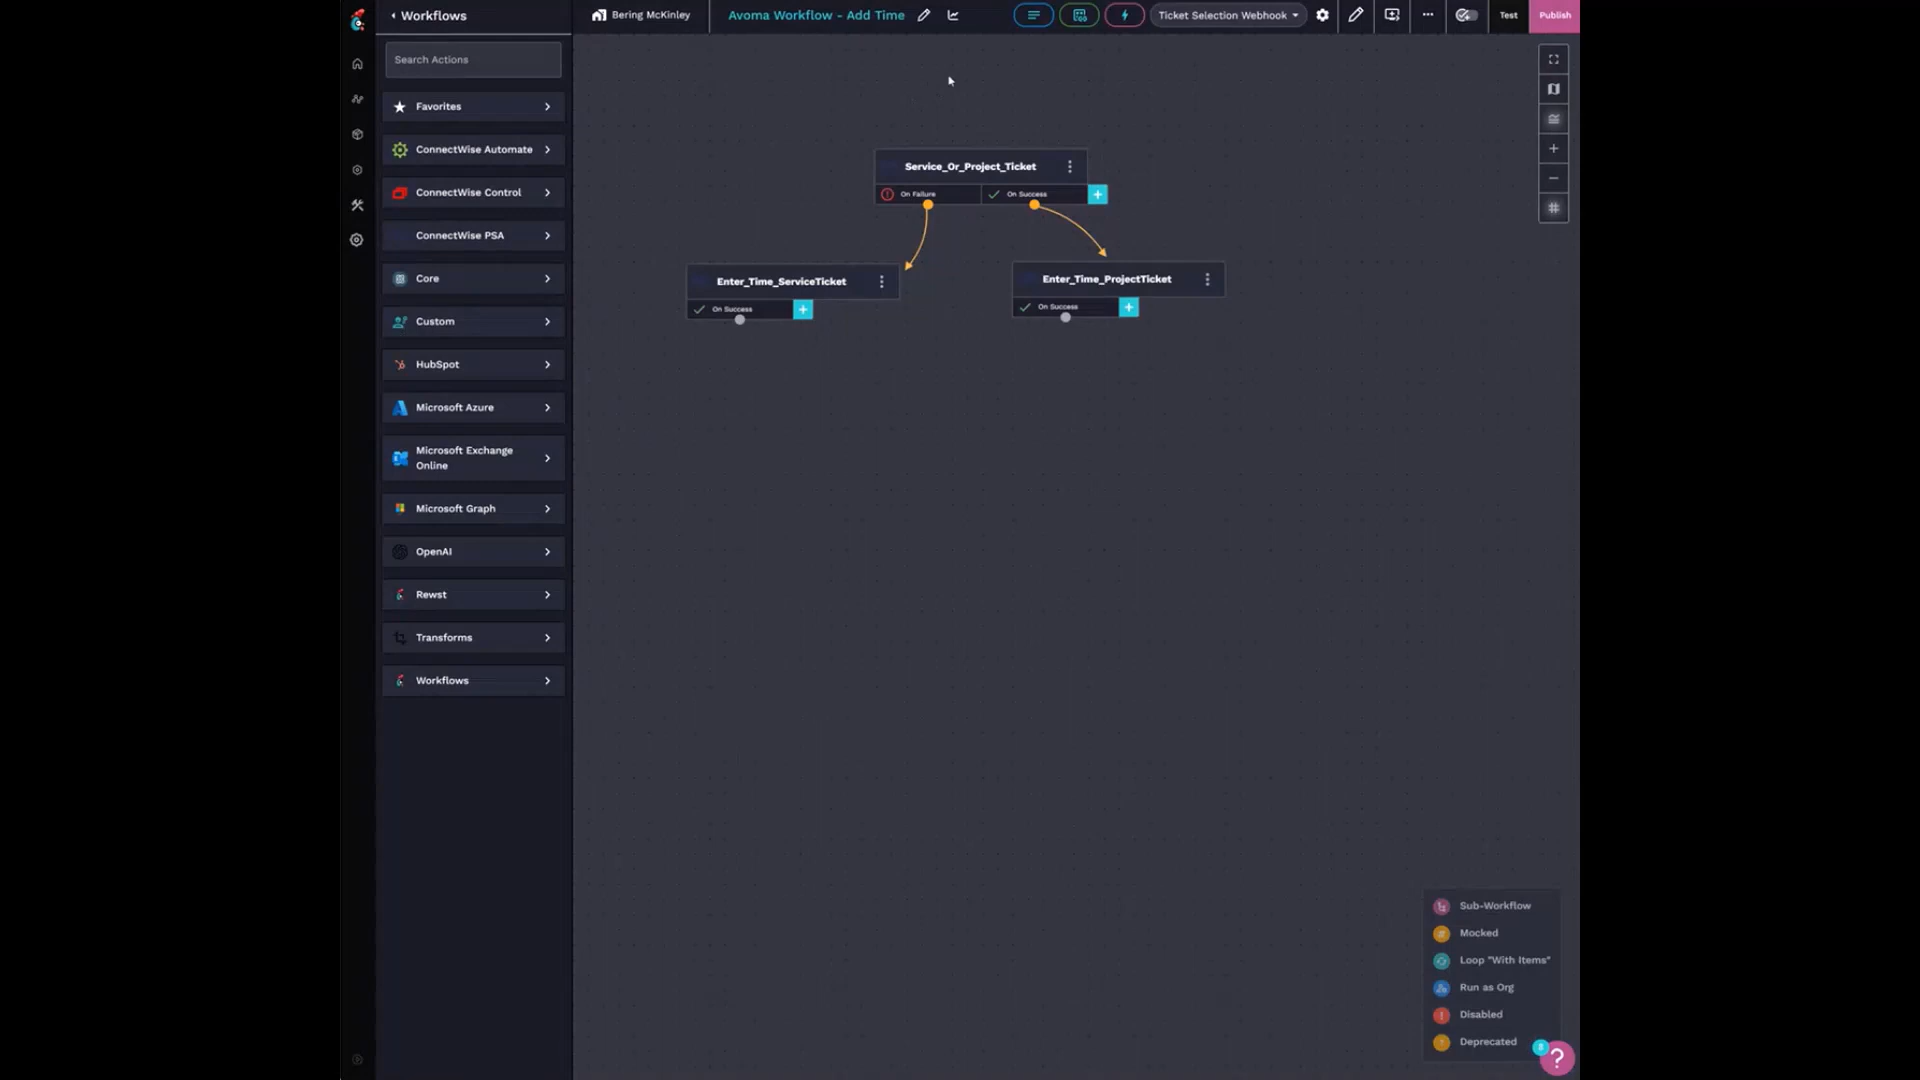 Workflows
Bering McKinley
Avoma Workflow - Add Time
Ticket Selection Webhook
Test
Publish
Search Actions
Favorites
ConnectWise Automate
ConnectWise Control
ConnectWise PSA
Core
Custom
HubSpot
Microsoft Azure
Microsoft Exchange
Online
Microsoft Graph
OpenAI
Rewst
Transforms
Workflows
Service_Or_Project_Ticket
On Failure
On Success
Enter_Time_ServiceTicket
On Success
Enter_Time_ProjectTicket
On Success
Sub-Workflow
Mocked
Loop "With Items"
Run as Org
Disabled
Deprecated
8
?